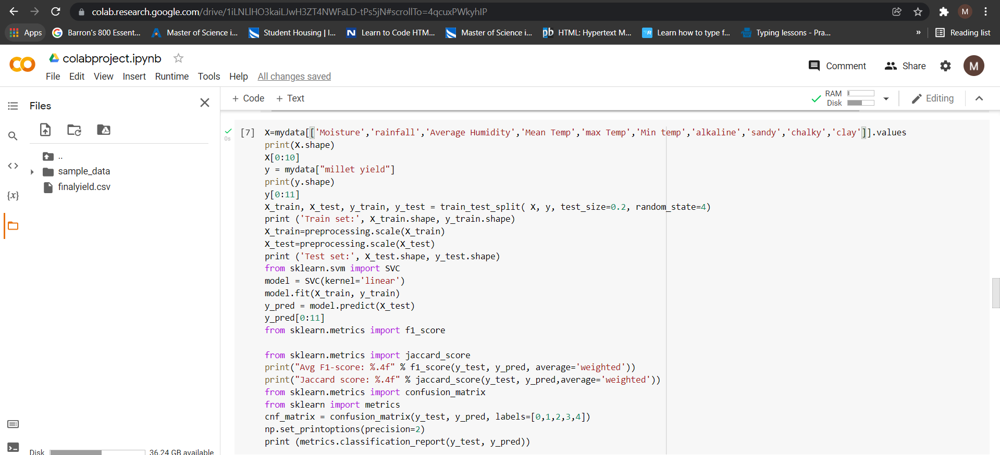 colab.research.google.com/drive/1iLNLlHO3kaiLJwH3ZT4NWFaLD-tPs5jN#scrollTo=4qcuxPWkyhIP
M
Apps
Barron's 800 Essent...
Master of Science i...
Student Housing | I...
Learn to Code HTM...
Master of Science i...
HTML: Hypertext M...
Learn how to type f...
Typing lessons - Pra...
»
Reading list
colabproject.ipynb
Comment
Share
M
File Edit View Insert Runtime Tools Help All changes saved
Files
+ Code + Text
RAM
Disk
Editing
..
sample_data
finalyield.csv
{x}
Disk
36.24 GB available
0s
[7] X=mydata[['Moisture','rainfall','Average Humidity','Mean Temp','max Temp','Min temp','alkaline','sandy','chalky','clay']].values
print(X.shape)
X[0:10]
y = mydata["millet yield"]
print(y.shape)
y[0:11]
X_train, X_test, y_train, y_test = train_test_split( X, y, test_size=0.2, random_state=4)
print ('Train set:', X_train.shape, y_train.shape)
X_train=preprocessing.scale(X_train)
X_test=preprocessing.scale(X_test)
print ('Test set:', X_test.shape, y_test.shape)
from sklearn.svm import SVC
model = SVC(kernel='linear')
model.fit(X_train, y_train)
y_pred = model.predict(X_test)
y_pred[0:11]
from sklearn.metrics import f1_score
from sklearn.metrics import jaccard_score
print("Avg F1-score: %.4f" % f1_score(y_test, y_pred, average='weighted'))
print("Jaccard score: %.4f" % jaccard_score(y_test, y_pred,average='weighted'))
from sklearn.metrics import confusion_matrix
from sklearn import metrics
cnf_matrix = confusion_matrix(y_test, y_pred, labels=[0,1,2,3,4])
np.set_printoptions(precision=2)
print (metrics.classification_report(y_test, y_pred))